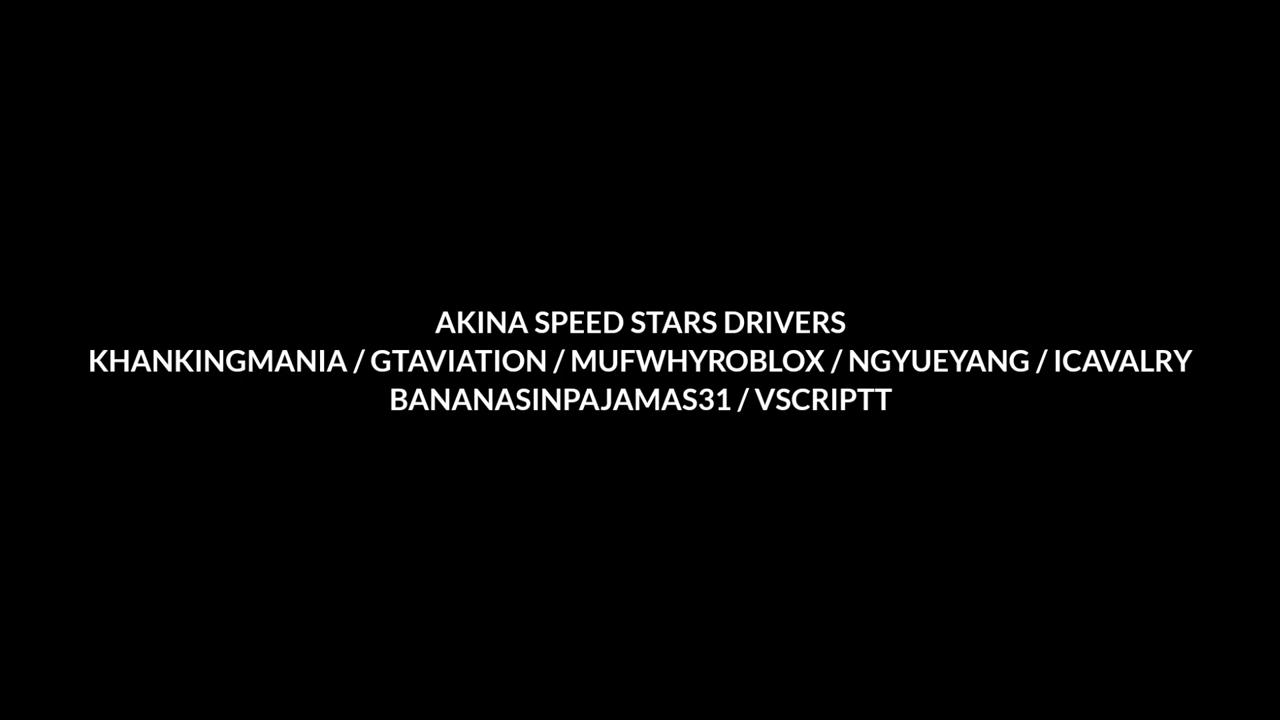 AKINA SPEED STARS DRIVERS
KHANKINGMANIA / GTAVIATION / MUFWHYROBLOX / NGYUEYANG / ICAVALRY
BANANASINPAJAMAS31 / VSCRIPTT